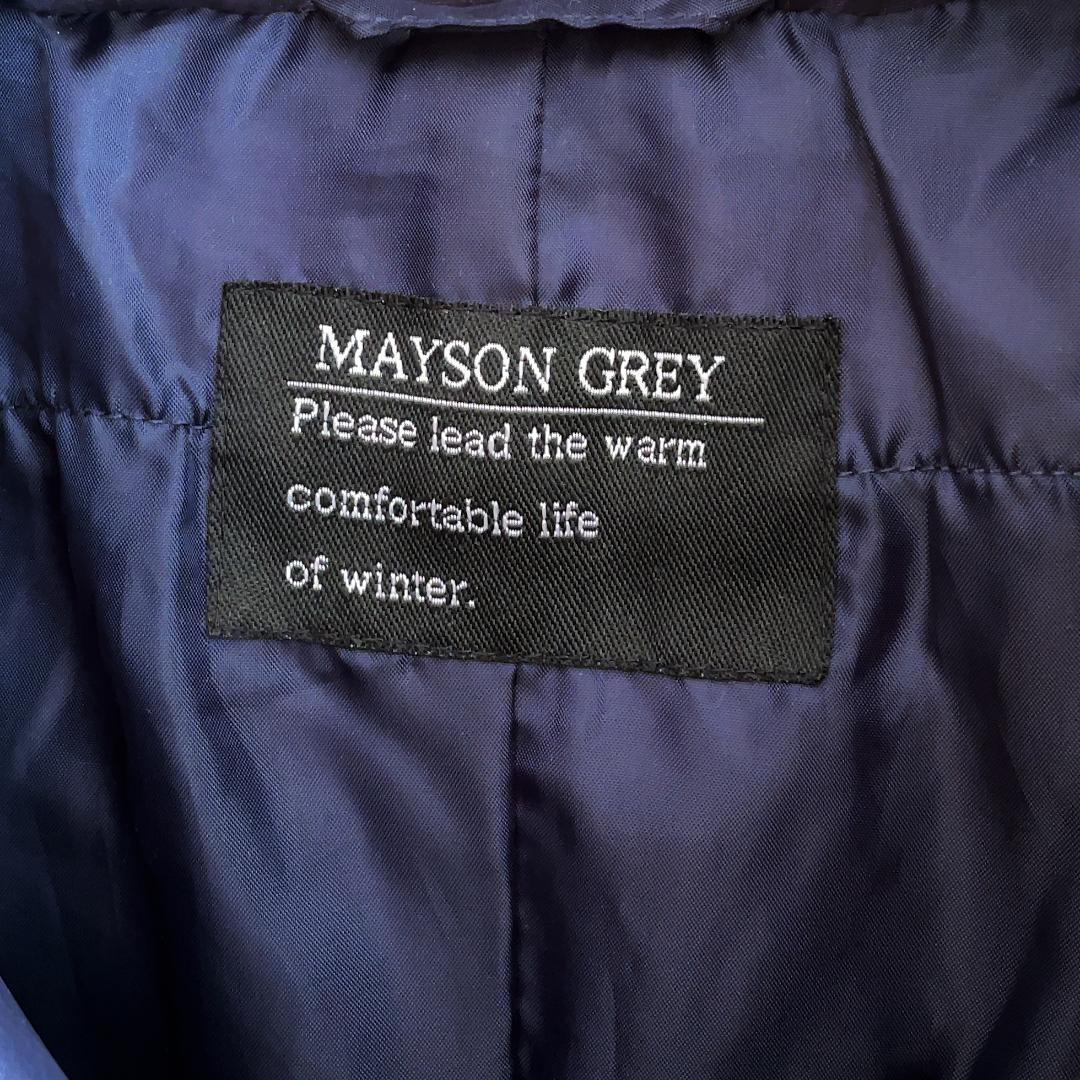 MAYSON GREY
Please lead the warm
comfortable life
of winter.